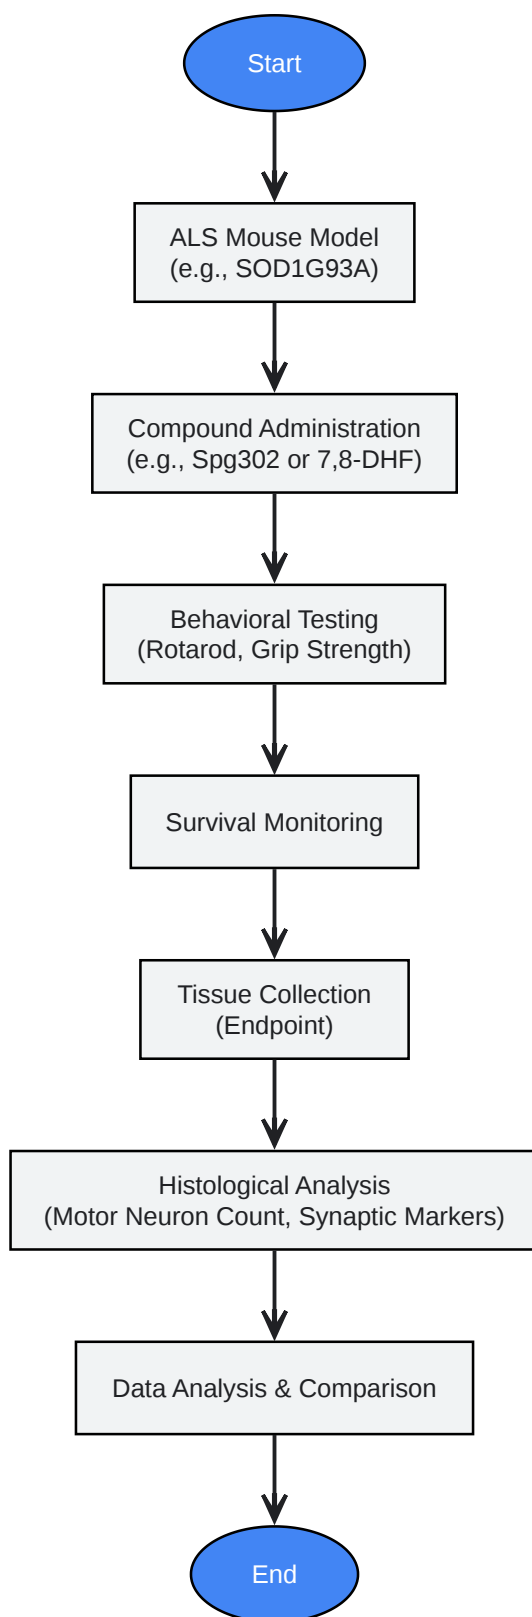 Start
ALS Mouse Model
(e.g., SOD1G93A)
Compound Administration
(e.g., Spg302 or 7,8-DHF)
Behavioral Testing
(Rotarod, Grip Strength)
Survival Monitoring
Tissue Collection
(Endpoint)
Histological Analysis
(Motor Neuron Count, Synaptic Markers)
Data Analysis & Comparison
End